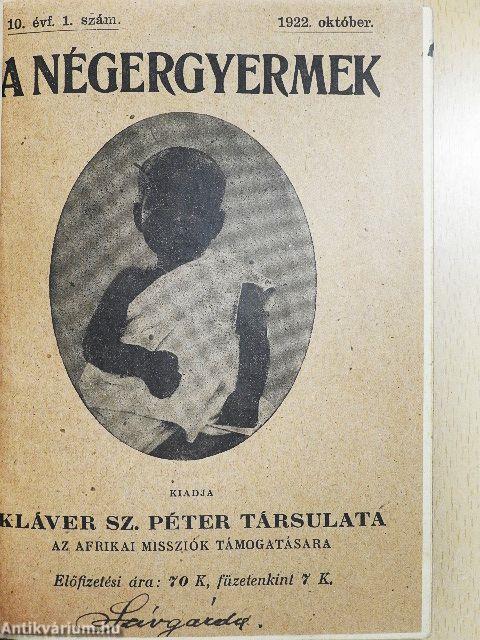 10. évf. 1. szám. 1922. október.
A NÉGERGYERMEK
KIADJA
KLÁVER SZ. PÉTER TÁRSULATA
AZ AFRIKAI MISSZIÓK TÁMOGATÁSARA
Előfizetési ára: 70 K, füzetenkint 7 K.
Antikvárium.hu